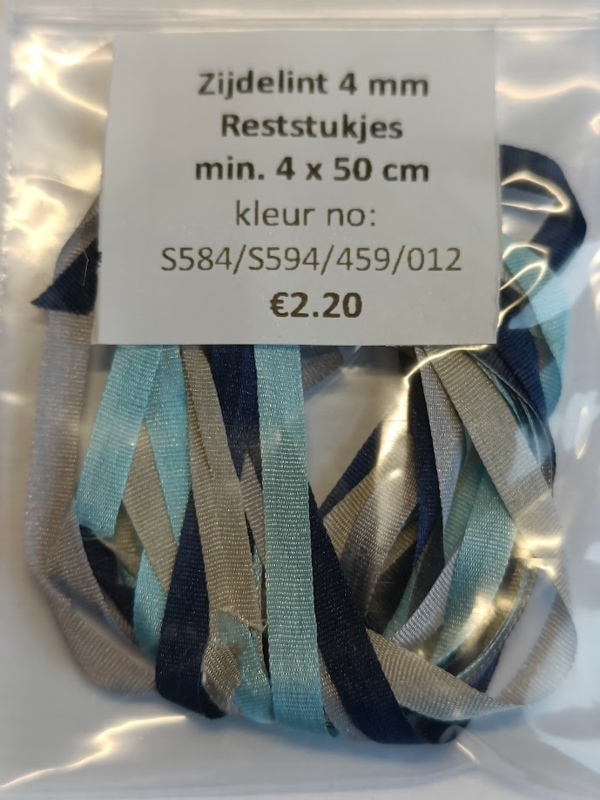 Zijdelint 4 mm
Reststukjes
min. 4 x 50 cm
kleur no:
S584/S594/459/012
€2.20